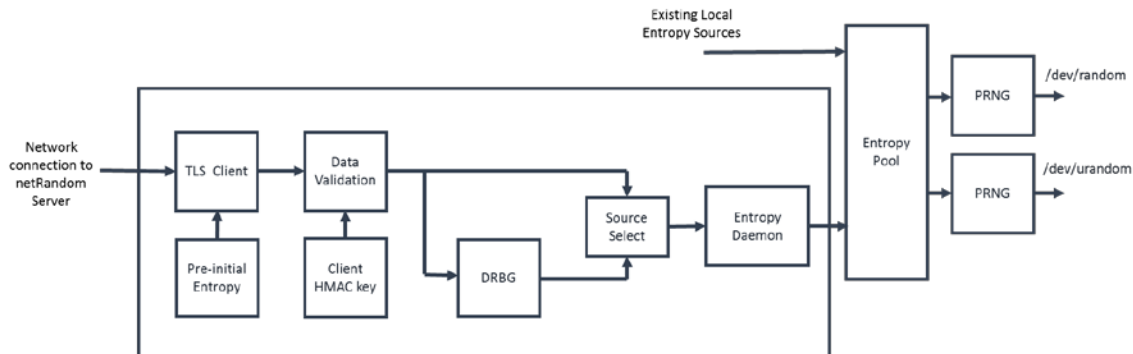 Existing Local
Entropy Sources
/dev/random
PRNG
Network
connection to
netRandom
Server
TLS Client
Data
Validation
Entropy
Pool
/dev/urandom
PRNG
Source
Select
Entropy
Daemon
Pre-initial
Entropy
Client
HMAC key
DRBG